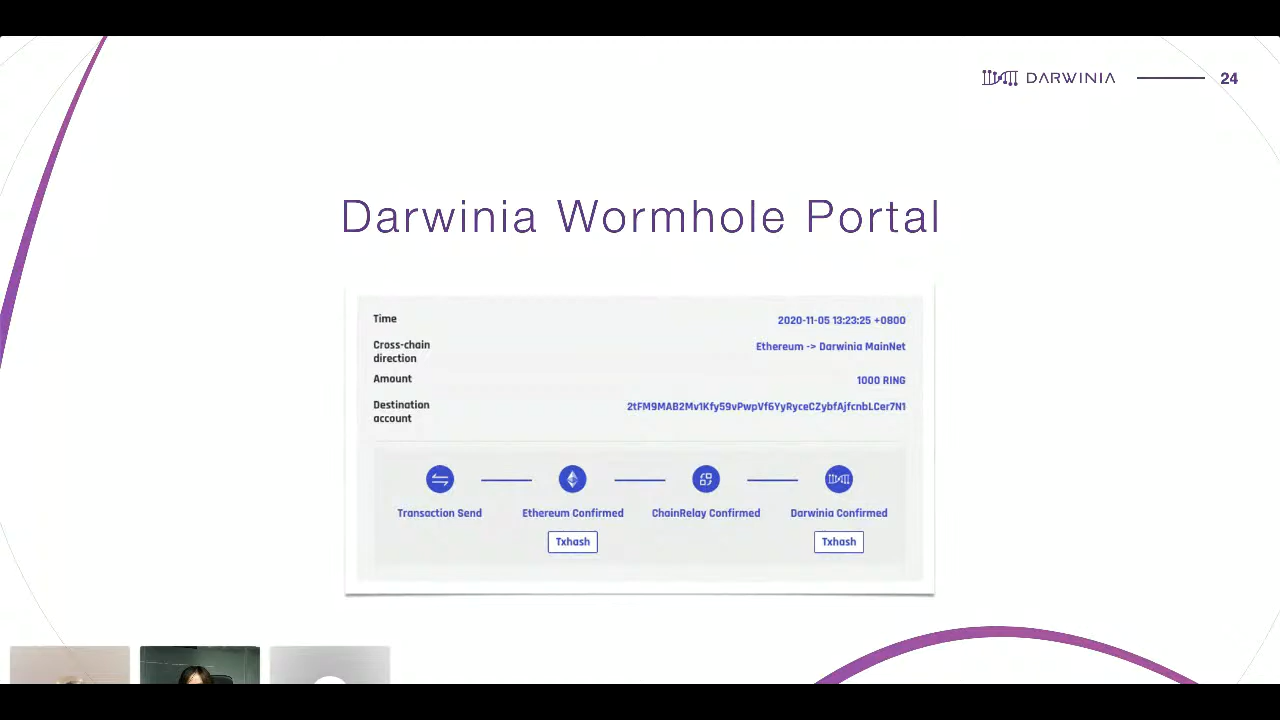 DARWINIA 24
Darwinia Wormhole Portal
Time 2020-11-05 13:23:25 +0800
Cross-chain direction Ethereum -> Darwinia MainNet
Amount 1000 RING
Destination account 2tFM9MAB2Mv1Kfy59vPwpVf6YyRyceCZybfAjfcnbLCer7N1
Transaction Send Ethereum Confirmed ChainRelay Confirmed Darwinia Confirmed
Txhash Txhash